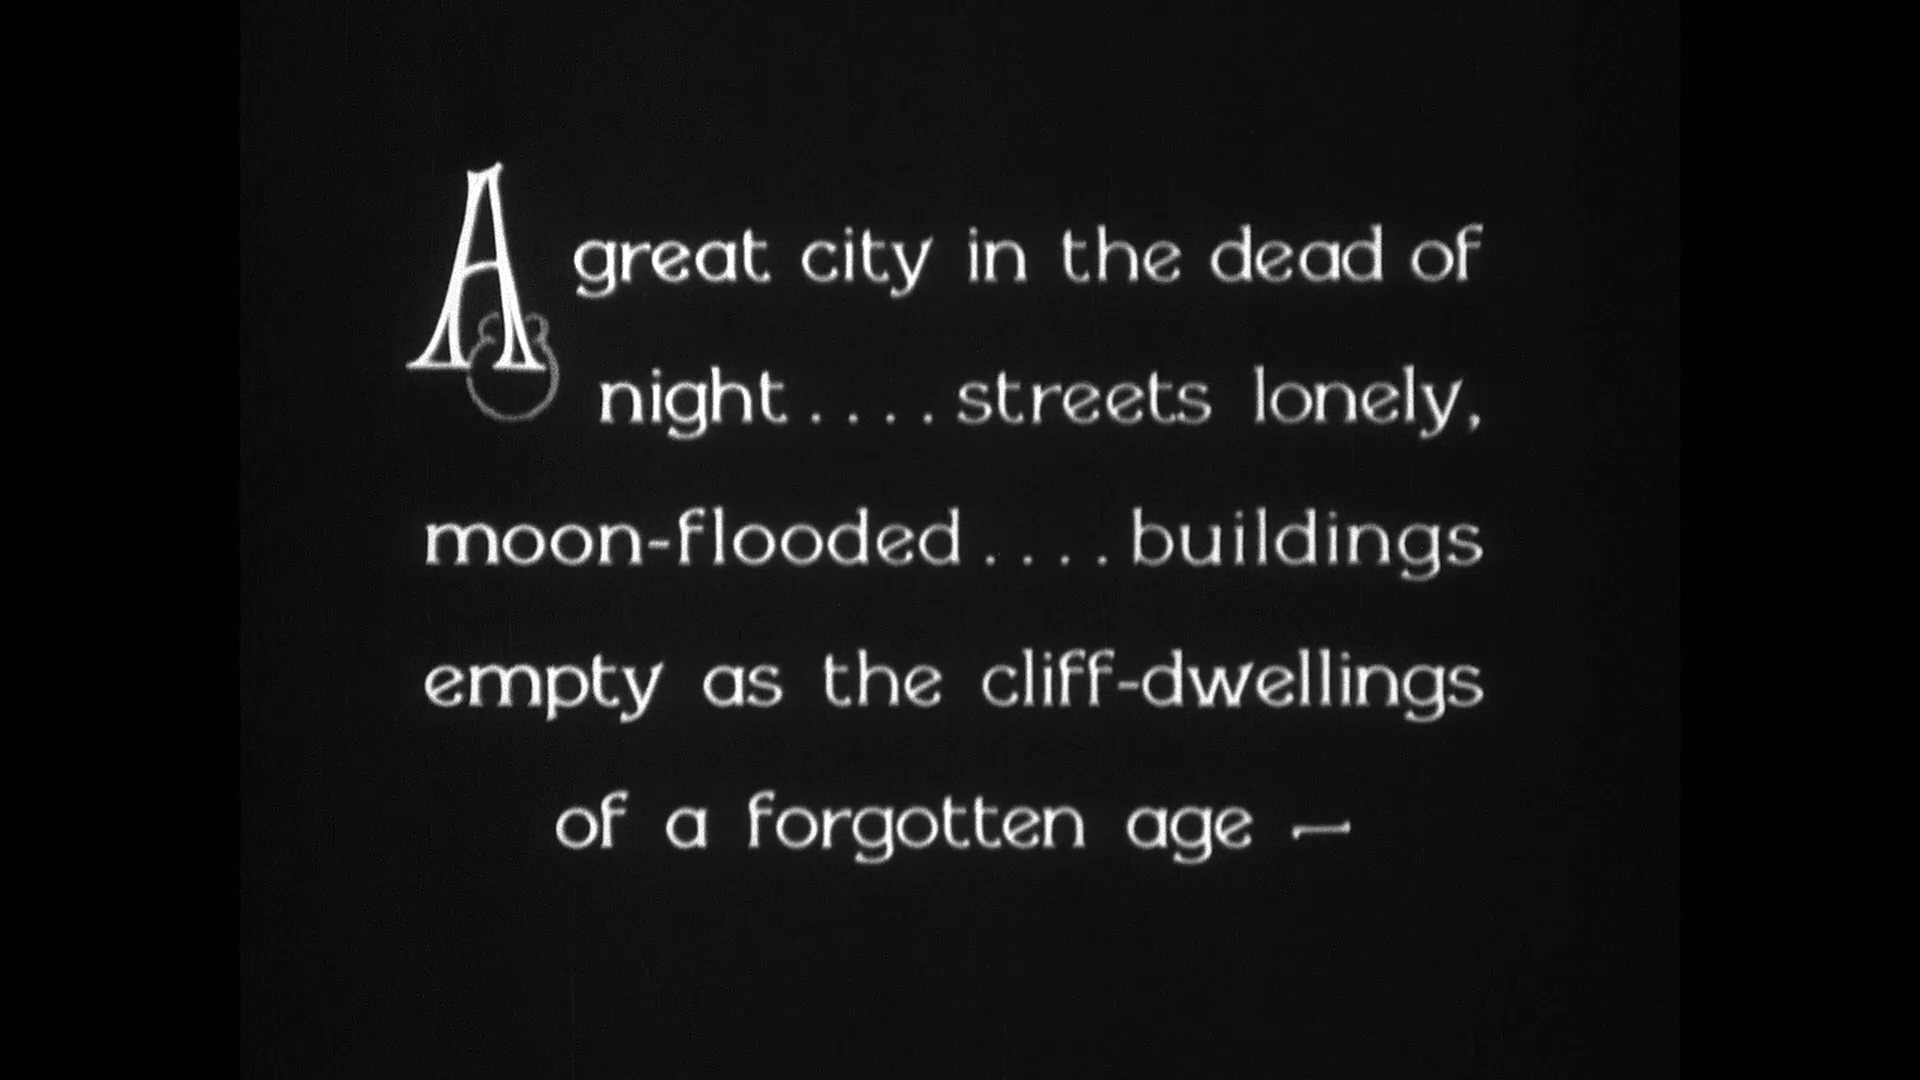 A great city in the dead of
night.... streets lonely,
moon-flooded.... buildings
empty as the cliff-dwellings
of a forgotten age —